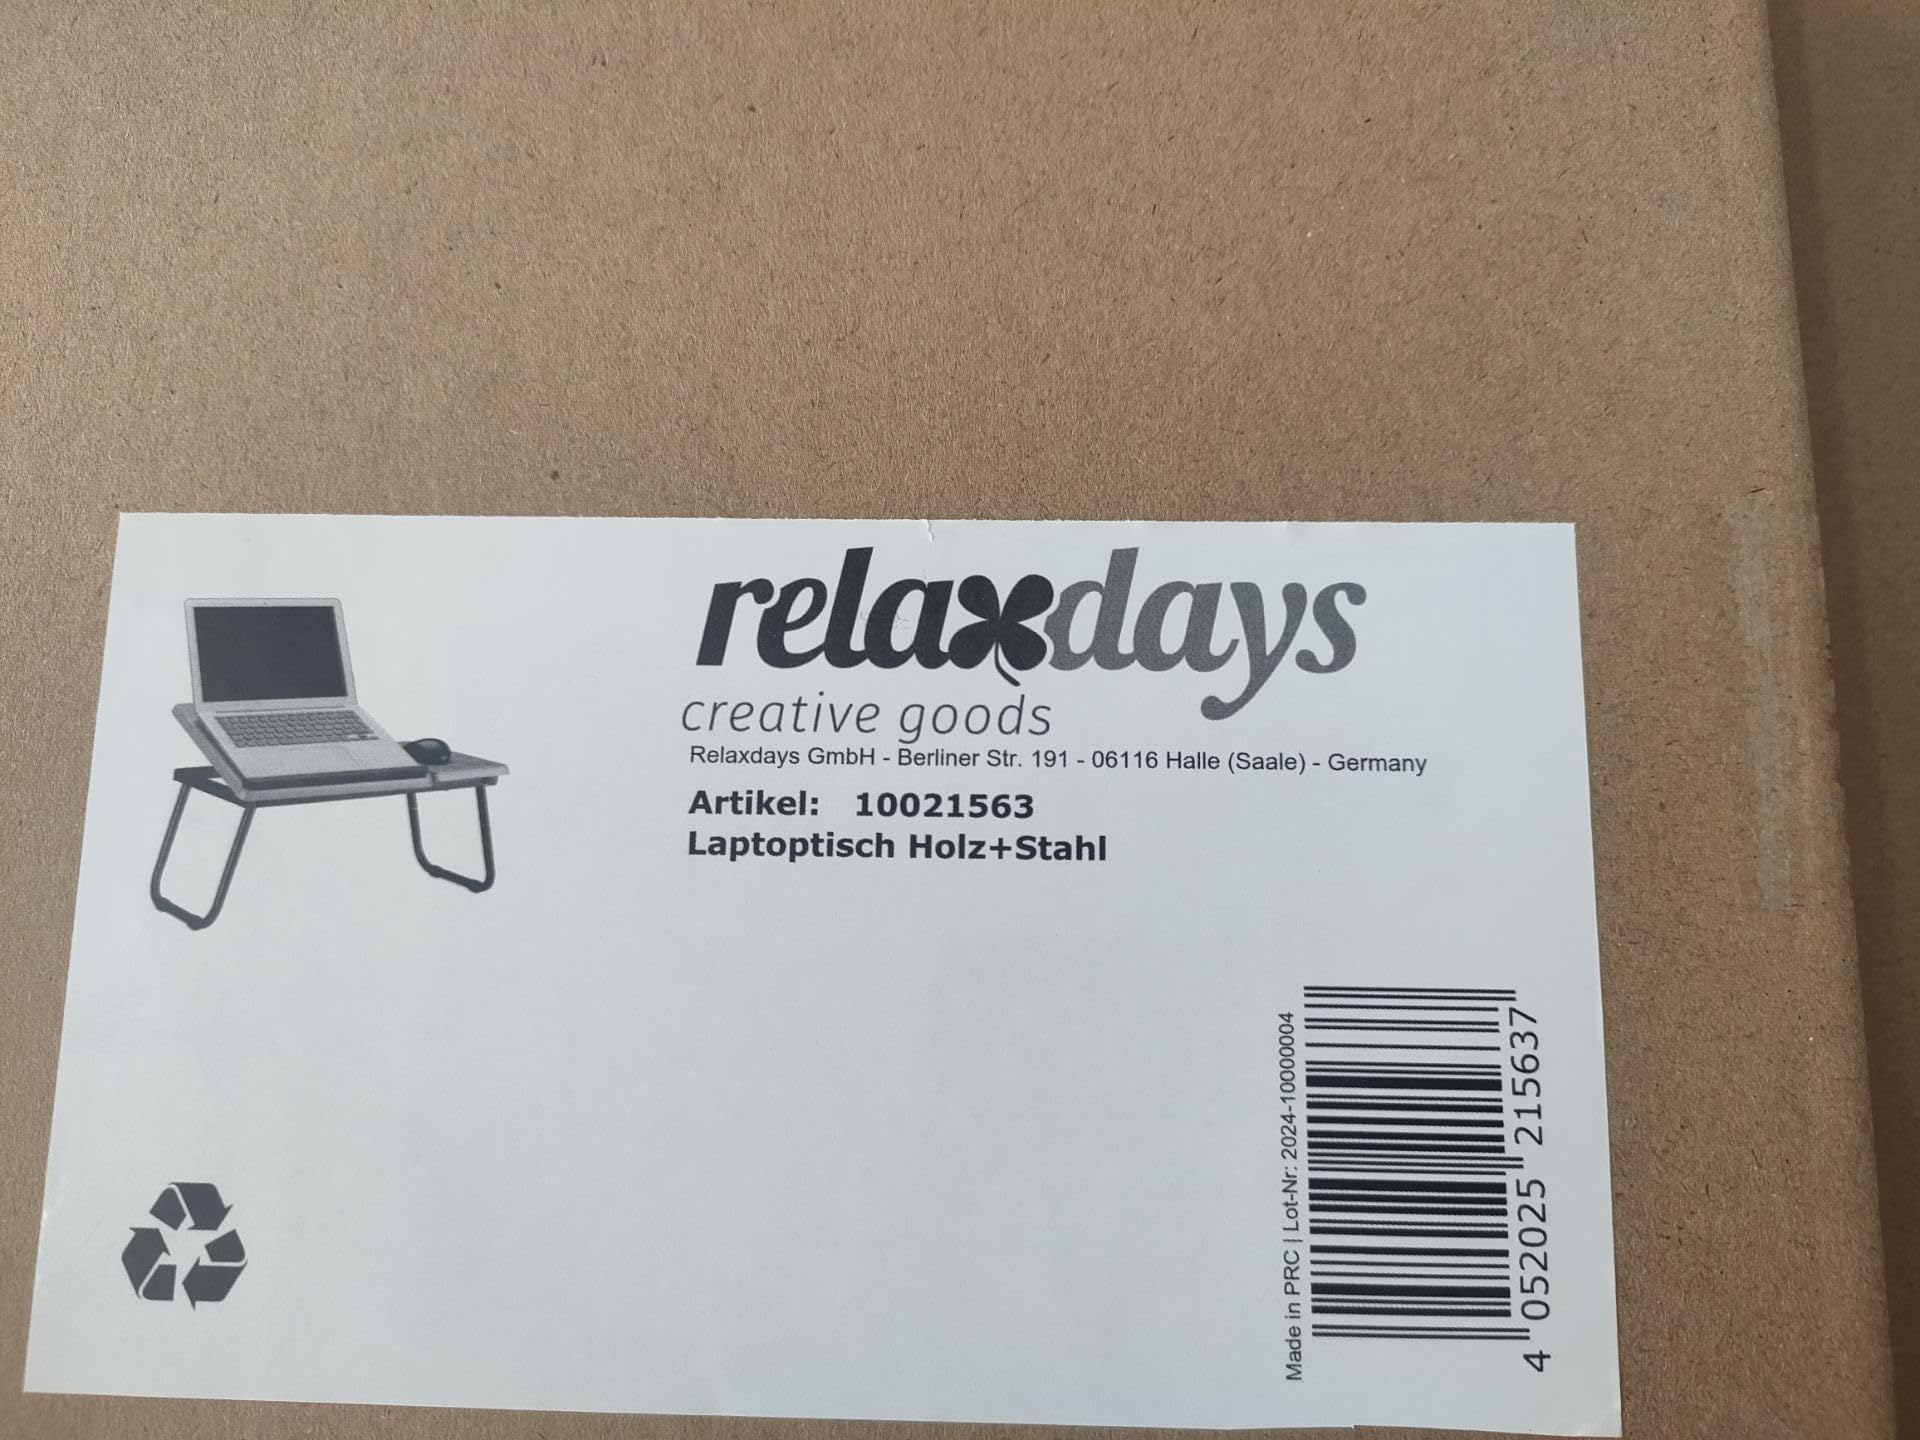 relaxdays
creative goods
Relaxdays GmbH - Berliner Str. 191 - 06116 Halle (Saale) - Germany
Artikel: 10021563
Laptoptisch Holz+Stahl
Made in PRC | Lot-Nr: 2024-10000004
4 052025 215637